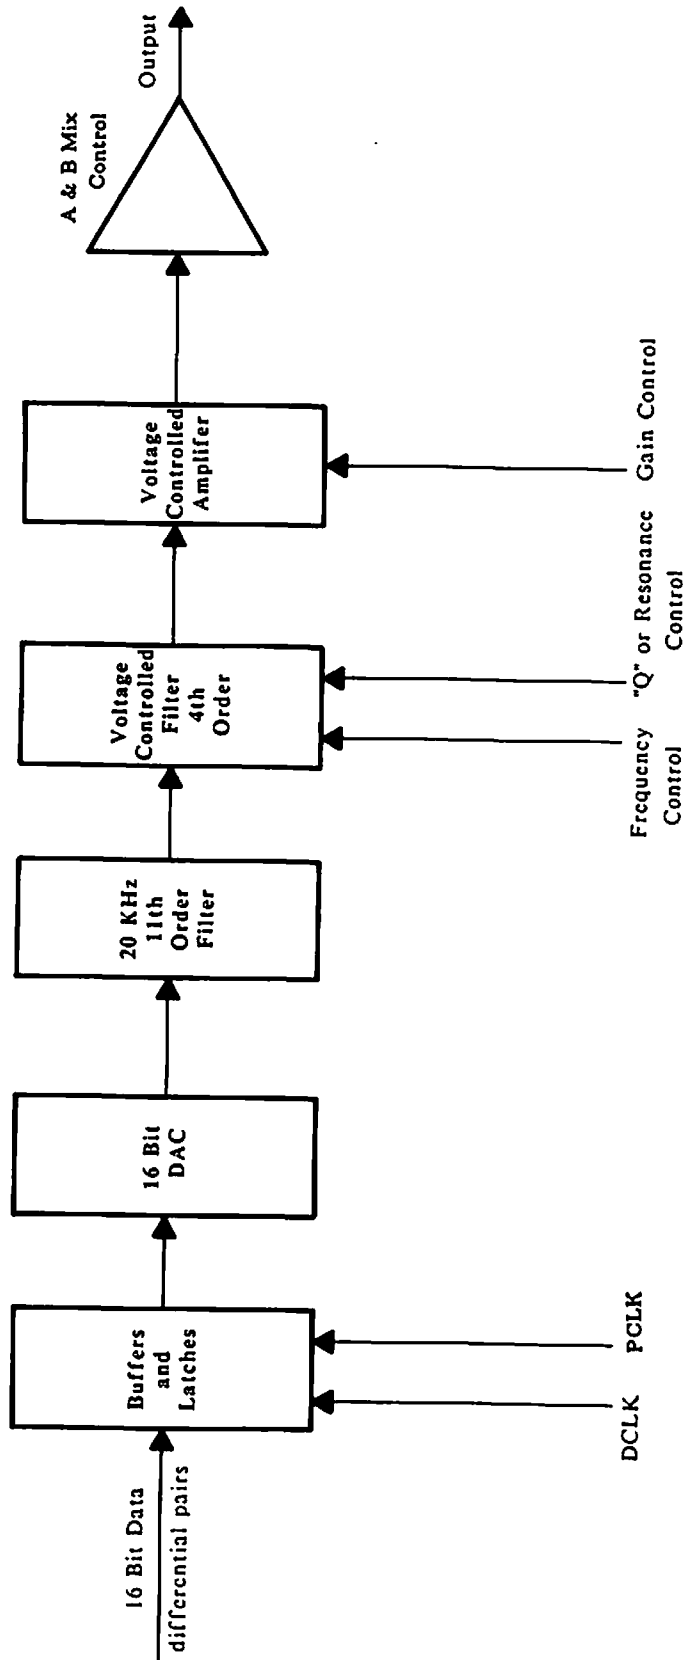 16 Bit Data
differential pairs
Buffers
and
Latches
DCLK
PCLK
16 Bit
DAC
20 KHz
11th
Order
Filter
Voltage
Controlled
Filter
4th
Order
Frequency
Control
"Q" or Resonance
Control
Voltage
Controlled
Amplifer
Gain Control
A & B Mix
Control
Output